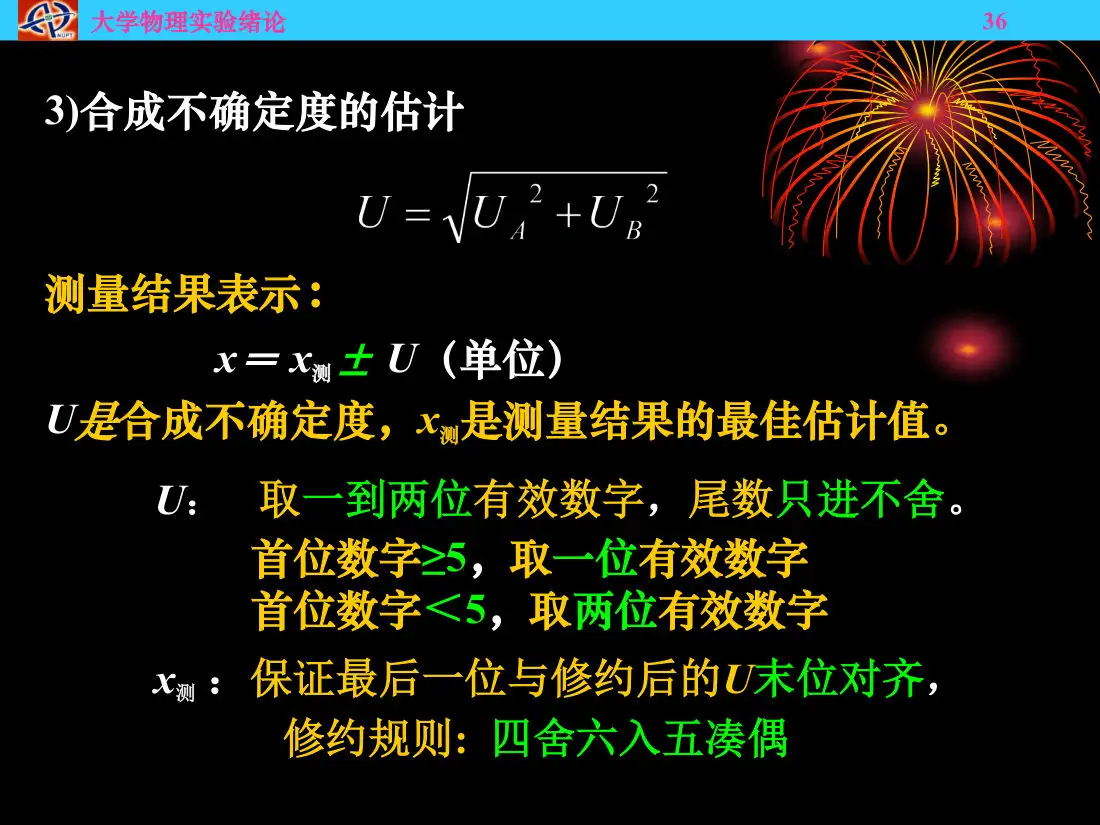 大学物理实验绪论 36
NUPT
3)合成不确定度的估计
U = √(U_A² + U_B²)
测量结果表示：
x＝ x测± U（单位）
U是合成不确定度，x测是测量结果的最佳估计值。
U： 取一到两位有效数字，尾数只进不舍。
首位数字≥5，取一位有效数字
首位数字＜5，取两位有效数字
x测 ：保证最后一位与修约后的U末位对齐，
修约规则：四舍六入五凑偶